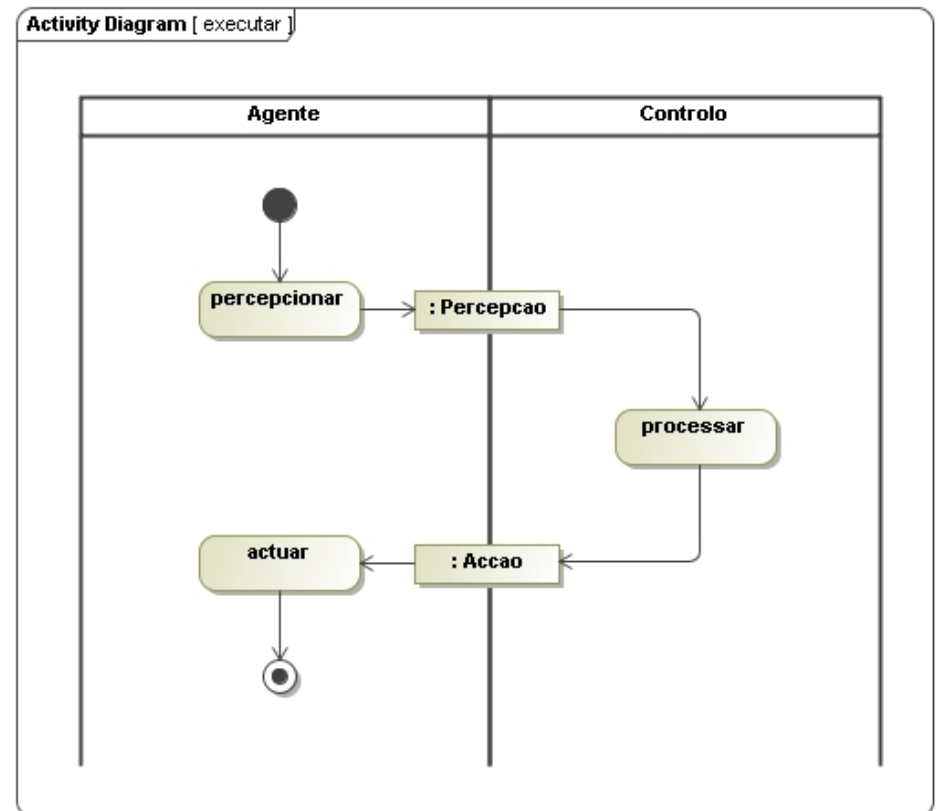 Activity Diagram [ executar ]
Agente
Controlo
percepcionar
: Percepcao
processar
actuar
: Accao